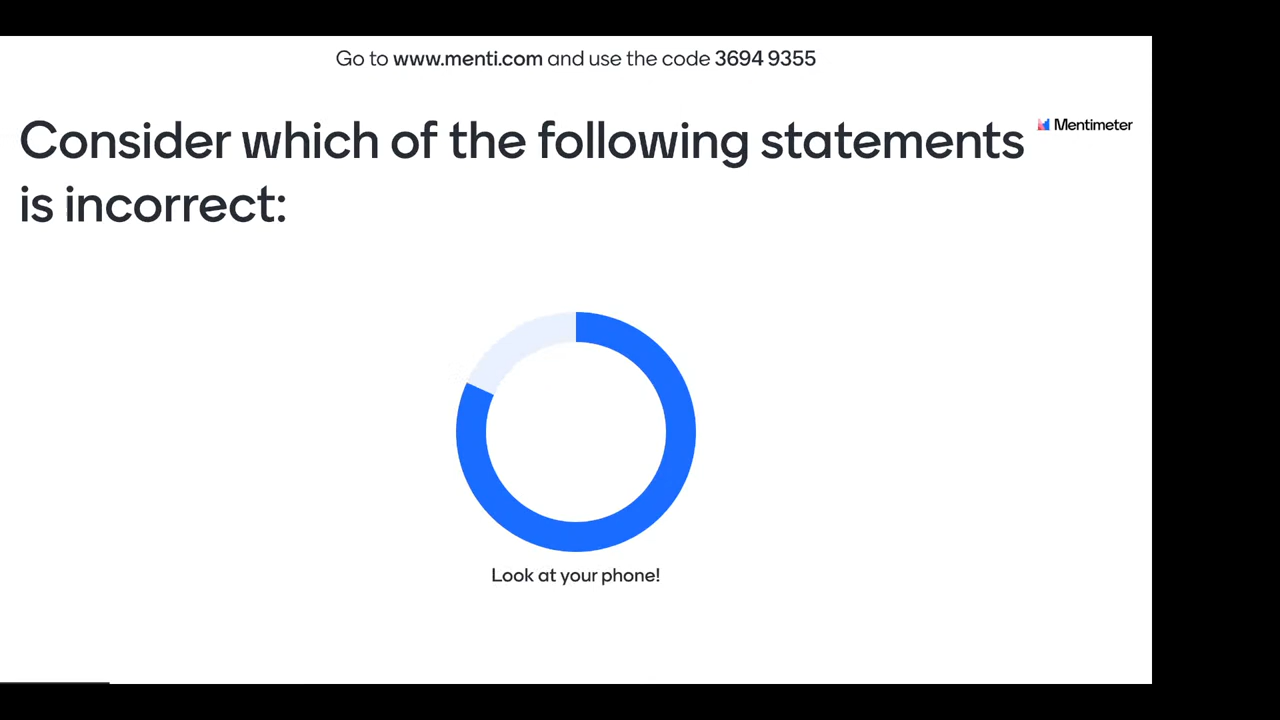 Go to www.menti.com and use the code 3694 9355
Consider which of the following statements
is incorrect:
Mentimeter
Look at your phone!